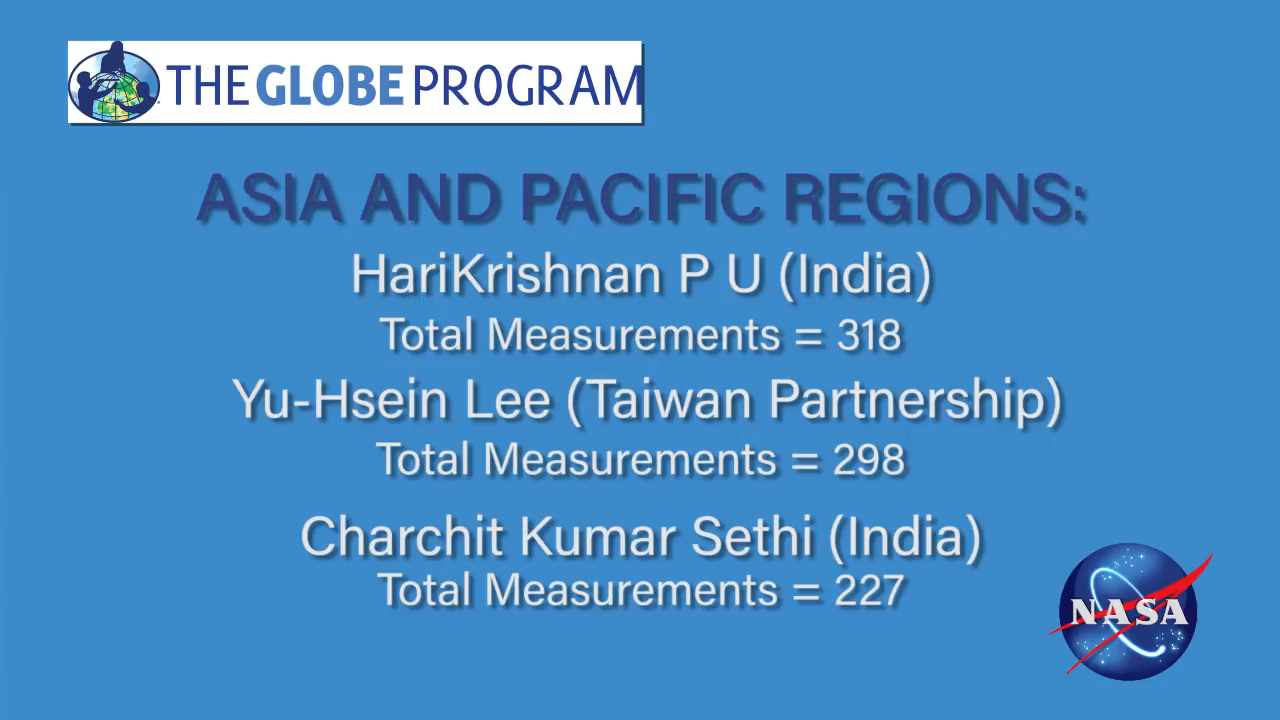 THE GLOBE PROGRAM
ASIA AND PACIFIC REGIONS:
HariKrishnan P U (India)
Total Measurements = 318
Yu-Hsein Lee (Taiwan Partnership)
Total Measurements = 298
Charchit Kumar Sethi (India)
Total Measurements = 227
NASA